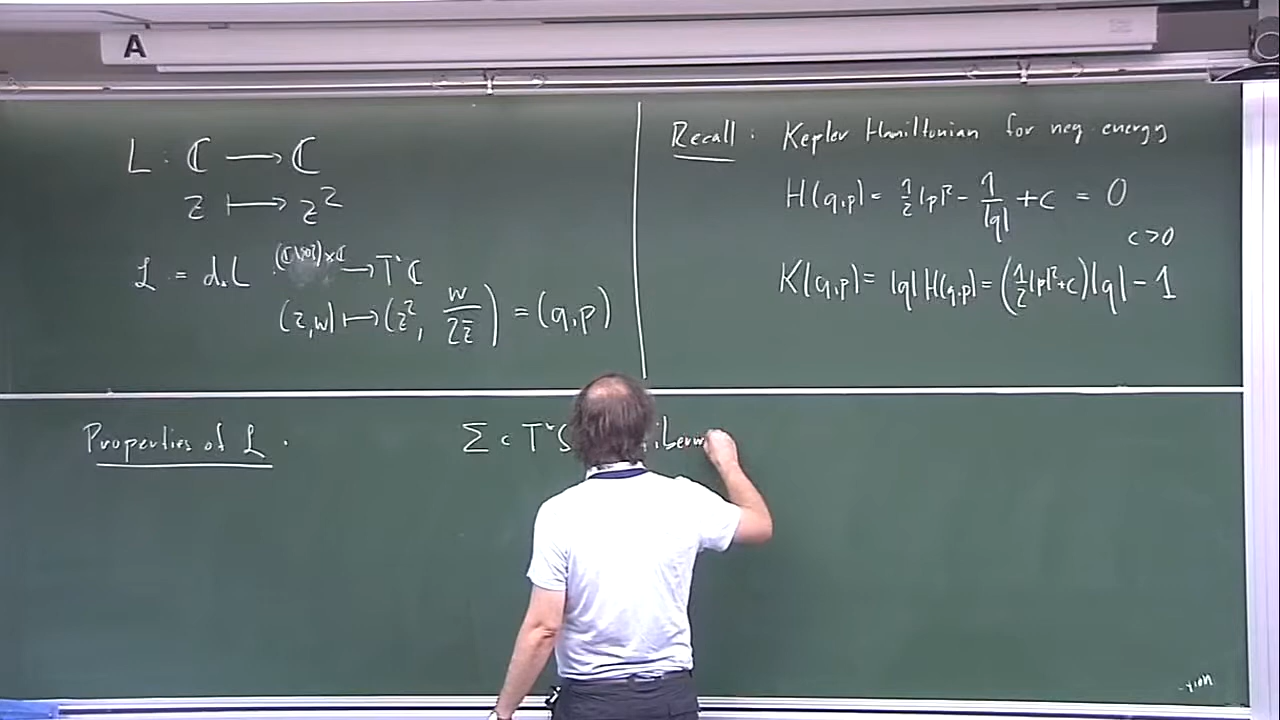 A
L : ℂ ⟶ ℂ
z ⟼ z²
ℒ = d*L (ℂ\{0})×ℂ ⟶ T*ℂ
(z,w) ⟼ (z², w/2z̄) = (q,p)
Recall : Kepler Hamiltonian for neg energy
H(q,p) = ½|p|² - 1/|q| + c = 0
c > 0
K(q,p) = |q| H(q,p) = (½|p|² + c)|q| - 1
Properties of ℒ .
Σ ⊂ T*S